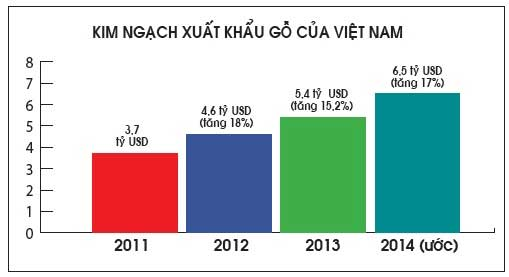 KIM NGẠCH XUẤT KHẨU GỖ CỦA VIỆT NAM
8
7
6
5
4
3
2
1
0
3,7
tỷ USD
4,6 tỷ USD
(tăng 18%)
5,4 tỷ USD
(tăng 15,2%)
6,5 tỷ USD
(tăng 17%)
2011
2012
2013
2014 (ước)